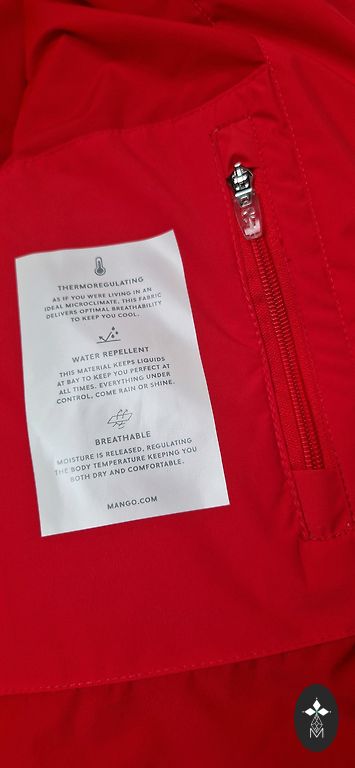 THERMOREGULATING
AS IF YOU WERE LIVING IN AN
IDEAL MICROCLIMATE, THIS FABRIC
DELIVERS OPTIMAL BREATHABILITY
TO KEEP YOU COOL.
WATER REPELLENT
THIS MATERIAL KEEPS LIQUIDS
AT BAY TO KEEP YOU PERFECT AT
ALL TIMES. EVERYTHING UNDER
CONTROL, COME RAIN OR SHINE.
BREATHABLE
MOISTURE IS RELEASED, REGULATING
THE BODY TEMPERATURE KEEPING YOU
BOTH DRY AND COMFORTABLE.
MANGO.COM
M